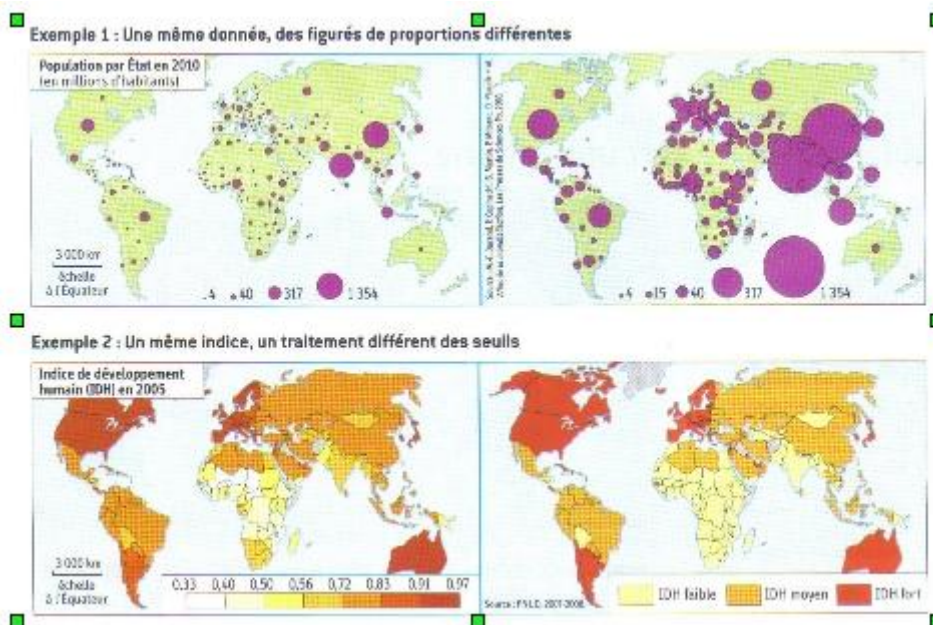 Exemple 1 : Une même donnée, des figurés de proportions différentes
Population par État en 2010
(en millions d'habitants)
3 000 km
échelle
à l'Équateur
4 40 317 1 354
4 15 40 317 1 354
Exemple 2 : Un même indice, un traitement différent des seuils
Indice de développement
humain (IDH) en 2005
3 000 km
échelle
à l'Équateur
0,33 0,40 0,50 0,56 0,72 0,83 0,91 0,97
Source : PNUD, 2007-2008.
IDH faible IDH moyen IDH fort